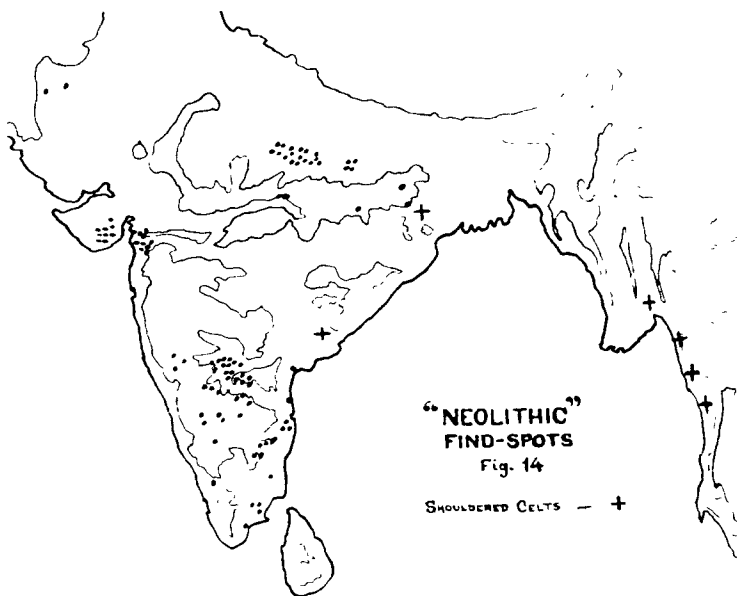 “NEOLITHIC”
FIND-SPOTS
Fig. 14
SHOULDERED CELTS – +